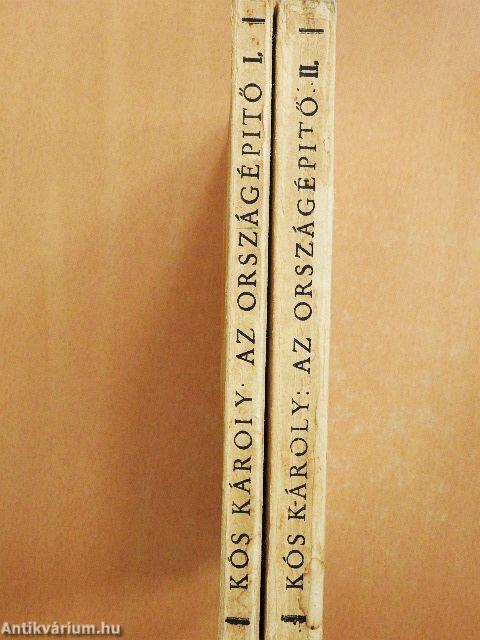 KÓS KÁROLY: AZ ORSZÁGÉPITŐ I.
KÓS KÁROLY: AZ ORSZÁGÉPITŐ II.
Antikvárium.hu